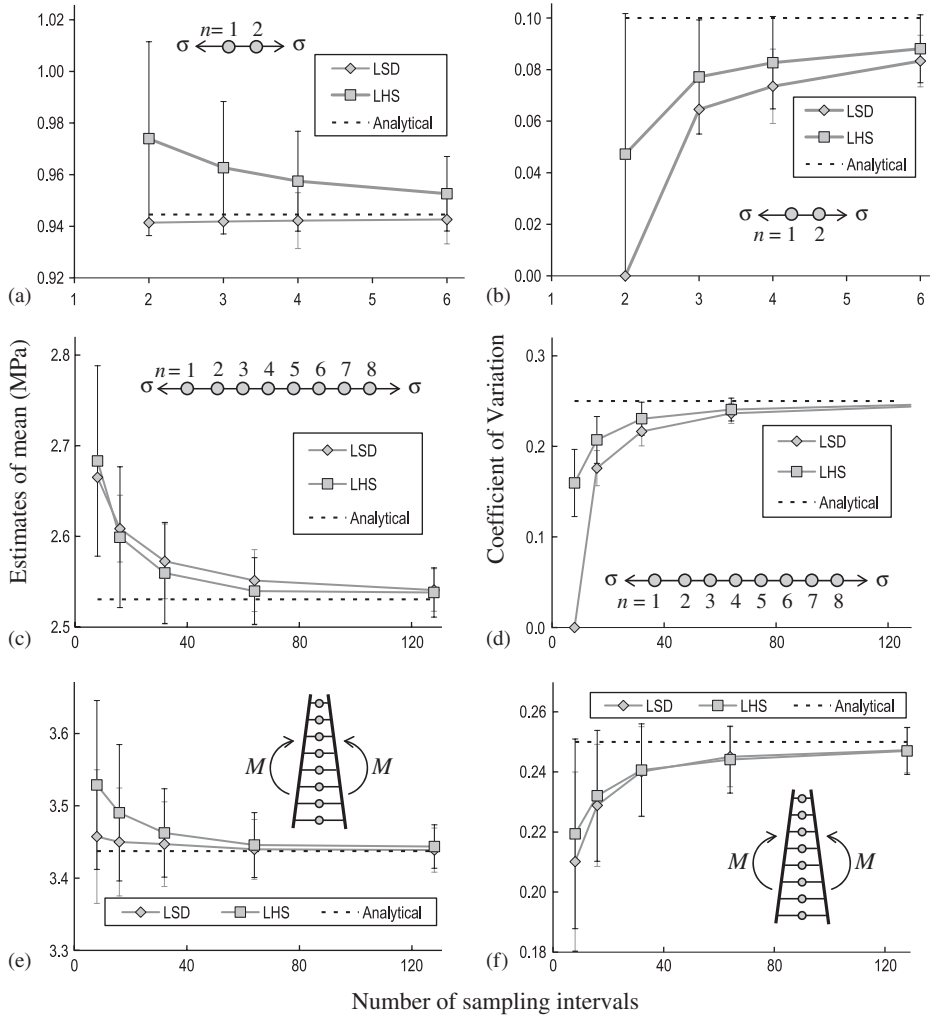 1.02
1.00
0.98
0.96
0.94
0.92
1 2 3 4 5 6
n= 1 2
σ σ
LSD
LHS
Analytical
(a)
0.10
0.08
0.06
0.04
0.02
0.00
1 2 3 4 5 6
LSD
LHS
Analytical
σ σ
n = 1 2
(b)
Estimates of mean (MPa)
2.8
2.7
2.6
2.5
0 40 80 120
n= 1 2 3 4 5 6 7 8
σ σ
LSD
LHS
Analytical
(c)
Coefficient of Variation
0.3
0.2
0.1
0.0
0 40 80 120
LSD
LHS
Analytical
σ σ
n = 1 2 3 4 5 6 7 8
(d)
3.6
3.5
3.4
3.3
0 40 80 120
M M
LSD LHS Analytical
(e)
0.26
0.24
0.22
0.20
0.18
0 40 80 120
LSD LHS Analytical
M M
(f)
Number of sampling intervals